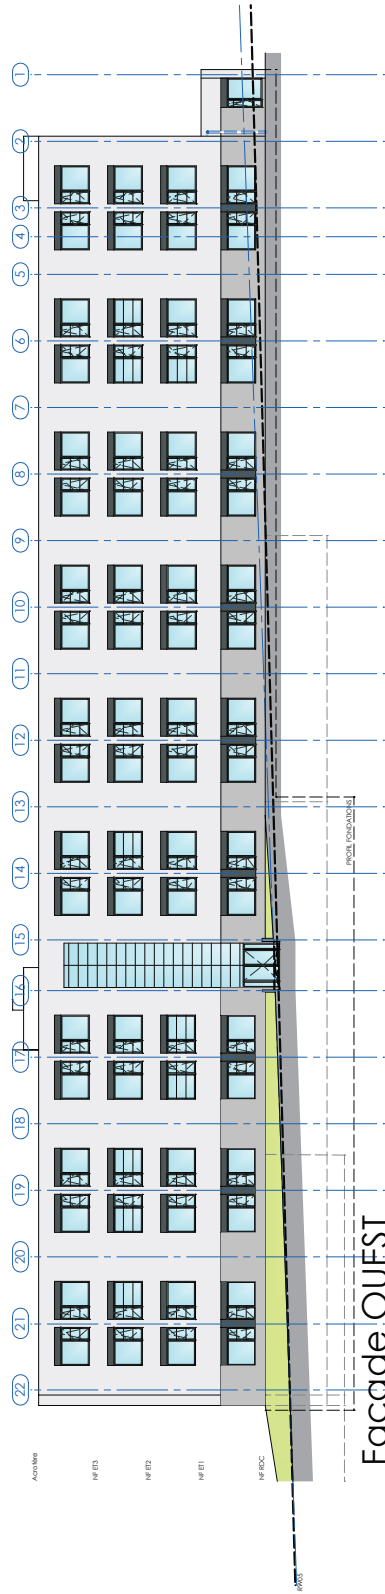 22 21 20 19 18 17 16 15 14 13 12 11 10 9 8 7 6 5 4 3 2 1
Acrotère
NF ET3
NF ET2
NF ET1
NF RDC
PROFIL FONDATIONS
Façade OUEST